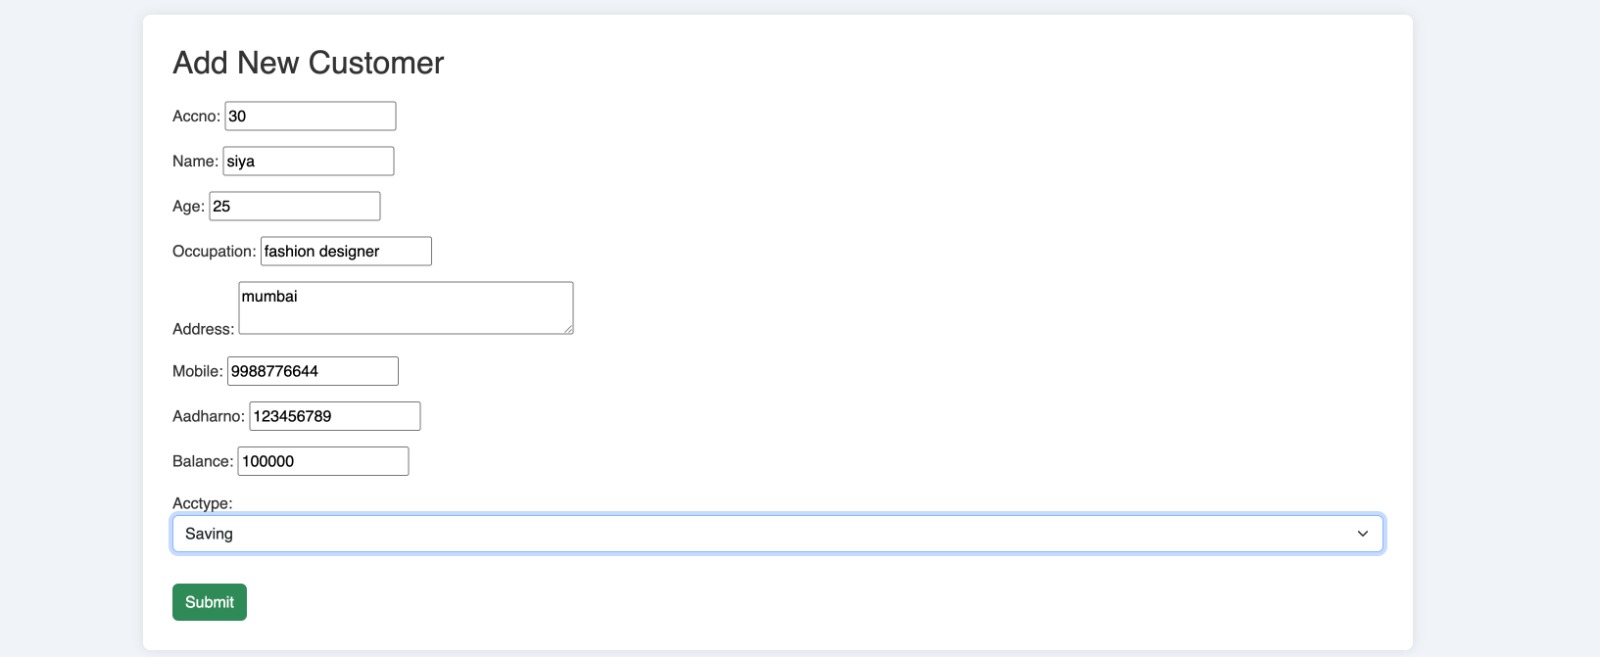 Add New Customer
Accno: 30
Name: siya
Age: 25
Occupation: fashion designer
mumbai
Address:
Mobile: 9988776644
Aadharno: 123456789
Balance: 100000
Acctype:
Saving
Submit